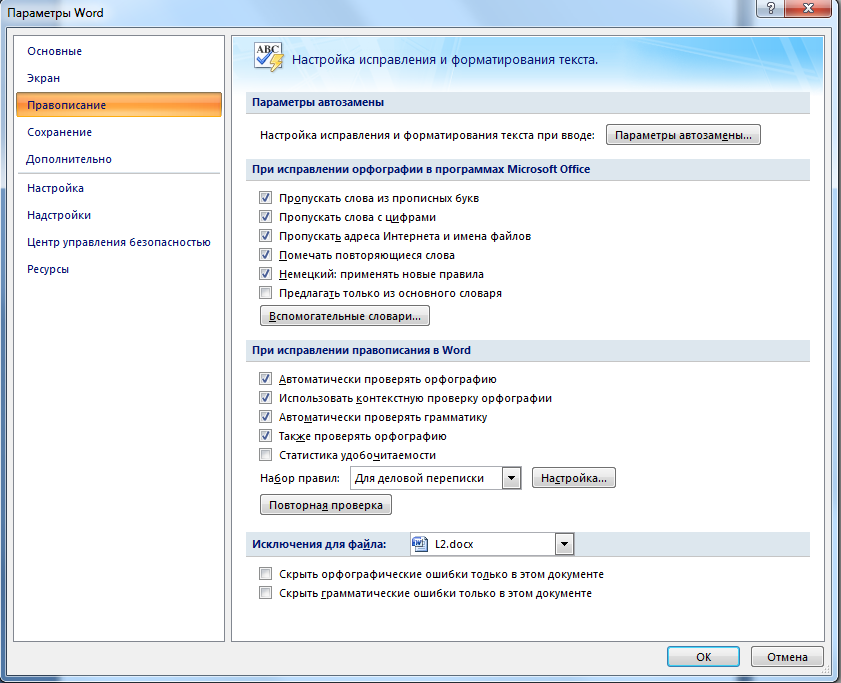 Параметры Word
Основные
Экран
Правописание
Сохранение
Дополнительно
Настройка
Надстройки
Центр управления безопасностью
Ресурсы
ABC
Настройка исправления и форматирования текста.
Параметры автозамены
Настройка исправления и форматирования текста при вводе: Параметры автозамены...
При исправлении орфографии в программах Microsoft Office
Пропускать слова из прописных букв
Пропускать слова с цифрами
Пропускать адреса Интернета и имена файлов
Помечать повторяющиеся слова
Немецкий: применять новые правила
Предлагать только из основного словаря
Вспомогательные словари...
При исправлении правописания в Word
Автоматически проверять орфографию
Использовать контекстную проверку орфографии
Автоматически проверять грамматику
Также проверять орфографию
Статистика удобочитаемости
Набор правил: Для деловой переписки Настройка...
Повторная проверка
Исключения для файла: L2.docx
Скрыть орфографические ошибки только в этом документе
Скрыть грамматические ошибки только в этом документе
ОК Отмена